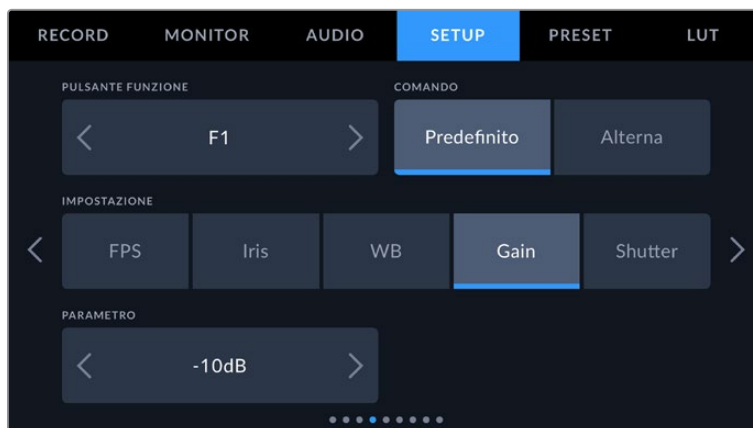 RECORD MONITOR AUDIO SETUP PRESET LUT
PULSANTE FUNZIONE COMANDO
F1 Predefinito Alterna
IMPOSTAZIONE
FPS Iris WB Gain Shutter
PARAMETRO
-10dB